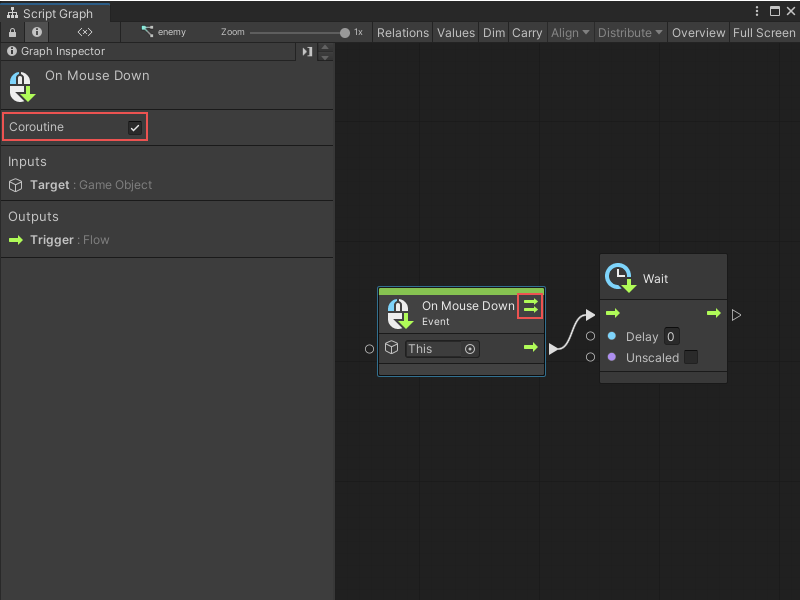 Script Graph
<×> enemy Zoom 1x Relations Values Dim Carry Align Distribute Overview Full Screen
Graph Inspector
On Mouse Down
Coroutine
Inputs
Target : Game Object
Outputs
Trigger : Flow
On Mouse Down
Event
This
Wait
Delay 0
Unscaled